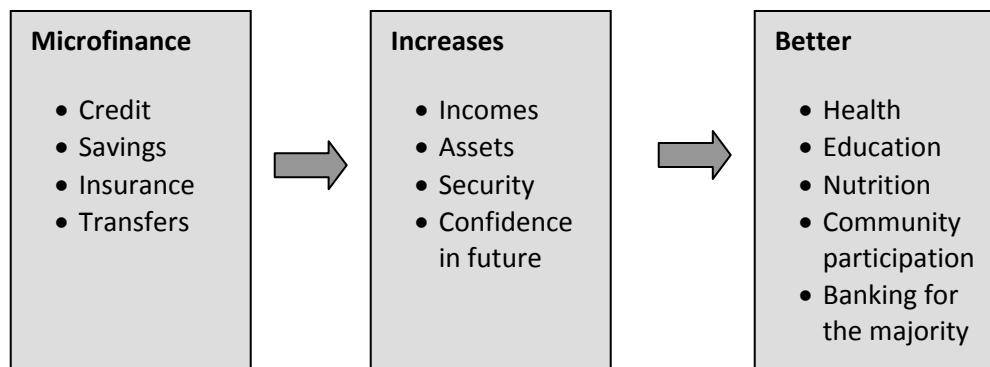 Microfinance
• Credit
• Savings
• Insurance
• Transfers
Increases
• Incomes
• Assets
• Security
• Confidence
in future
Better
• Health
• Education
• Nutrition
• Community
participation
• Banking for
the majority